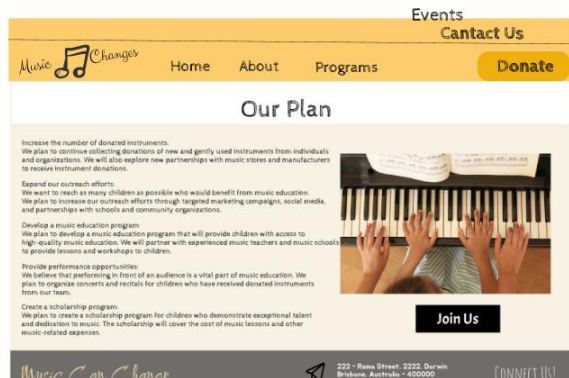 Events
Cantact Us
Music Changes
Home About Programs
Donate
Our Plan
Increase the number of donated instruments:
We plan to continue collecting donations of new and gently used instruments from individuals
and organizations. We will also explore new partnerships with music stores and manufacturers
to receive instrument donations.
Expand our outreach efforts:
We want to reach as many children as possible who would benefit from music education.
We plan to increase our outreach efforts through targeted marketing campaigns, social media,
and partnerships with schools and community organizations.
Develop a music education program:
We plan to develop a music education program that will provide children with access to
high-quality music education. We will partner with experienced music teachers and music schools
to provide lessons and workshops to children.
Provide performance opportunities:
We believe that performing in front of an audience is a vital part of music education. We
plan to organize concerts and recitals for children who have received donated instruments
from our team.
Create a scholarship program:
We plan to create a scholarship program for children who demonstrate exceptional talent
and dedication to music. The scholarship will cover the cost of music lessons and other
music-related expenses.
Join Us
Music Can Change
222 - Roma Street, 2222, Darwin
Brisbane, Australia - 400000
Connect Us!